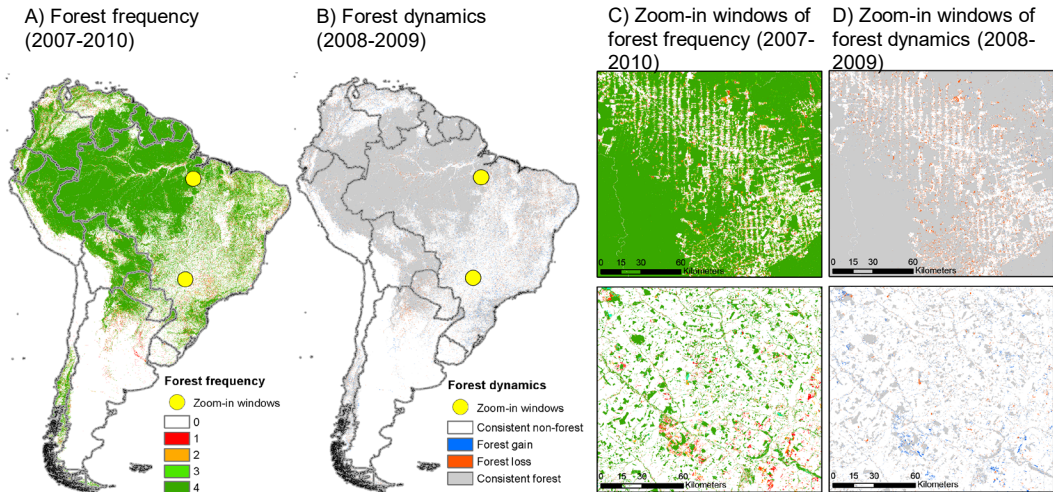 A) Forest frequency
(2007-2010)
B) Forest dynamics
(2008-2009)
C) Zoom-in windows of
forest frequency (2007-
2010)
D) Zoom-in windows of
forest dynamics (2008-
2009)
Forest frequency
Zoom-in windows
0
1
2
3
4
Forest dynamics
Zoom-in windows
Consistent non-forest
Forest gain
Forest loss
Consistent forest
0 15 30 60
Kilometers
0 15 30 60
Kilometers
0 15 30 60
Kilometers
0 15 30 60
Kilometers